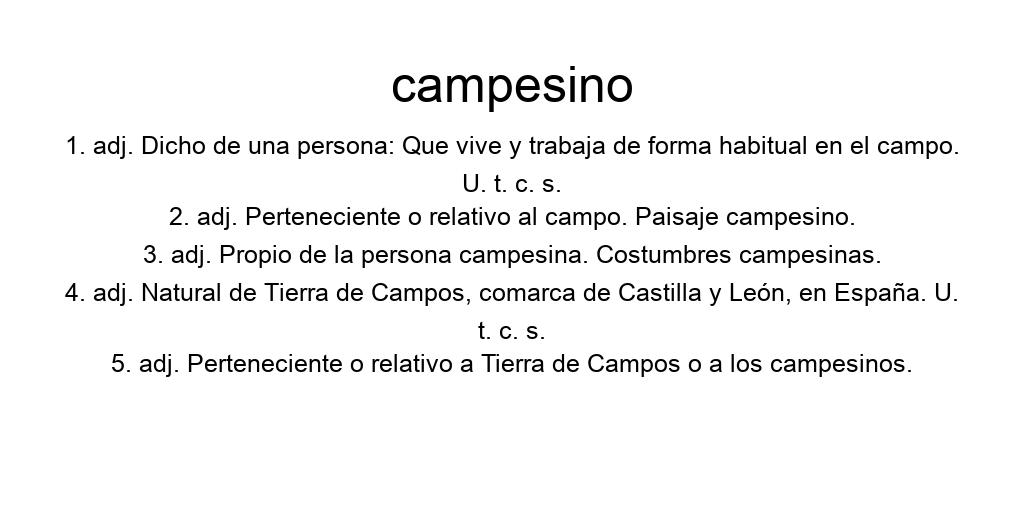 campesino
1. adj. Dicho de una persona: Que vive y trabaja de forma habitual en el campo.
U. t. c. s.
2. adj. Perteneciente o relativo al campo. Paisaje campesino.
3. adj. Propio de la persona campesina. Costumbres campesinas.
4. adj. Natural de Tierra de Campos, comarca de Castilla y León, en España. U.
t. c. s.
5. adj. Perteneciente o relativo a Tierra de Campos o a los campesinos.